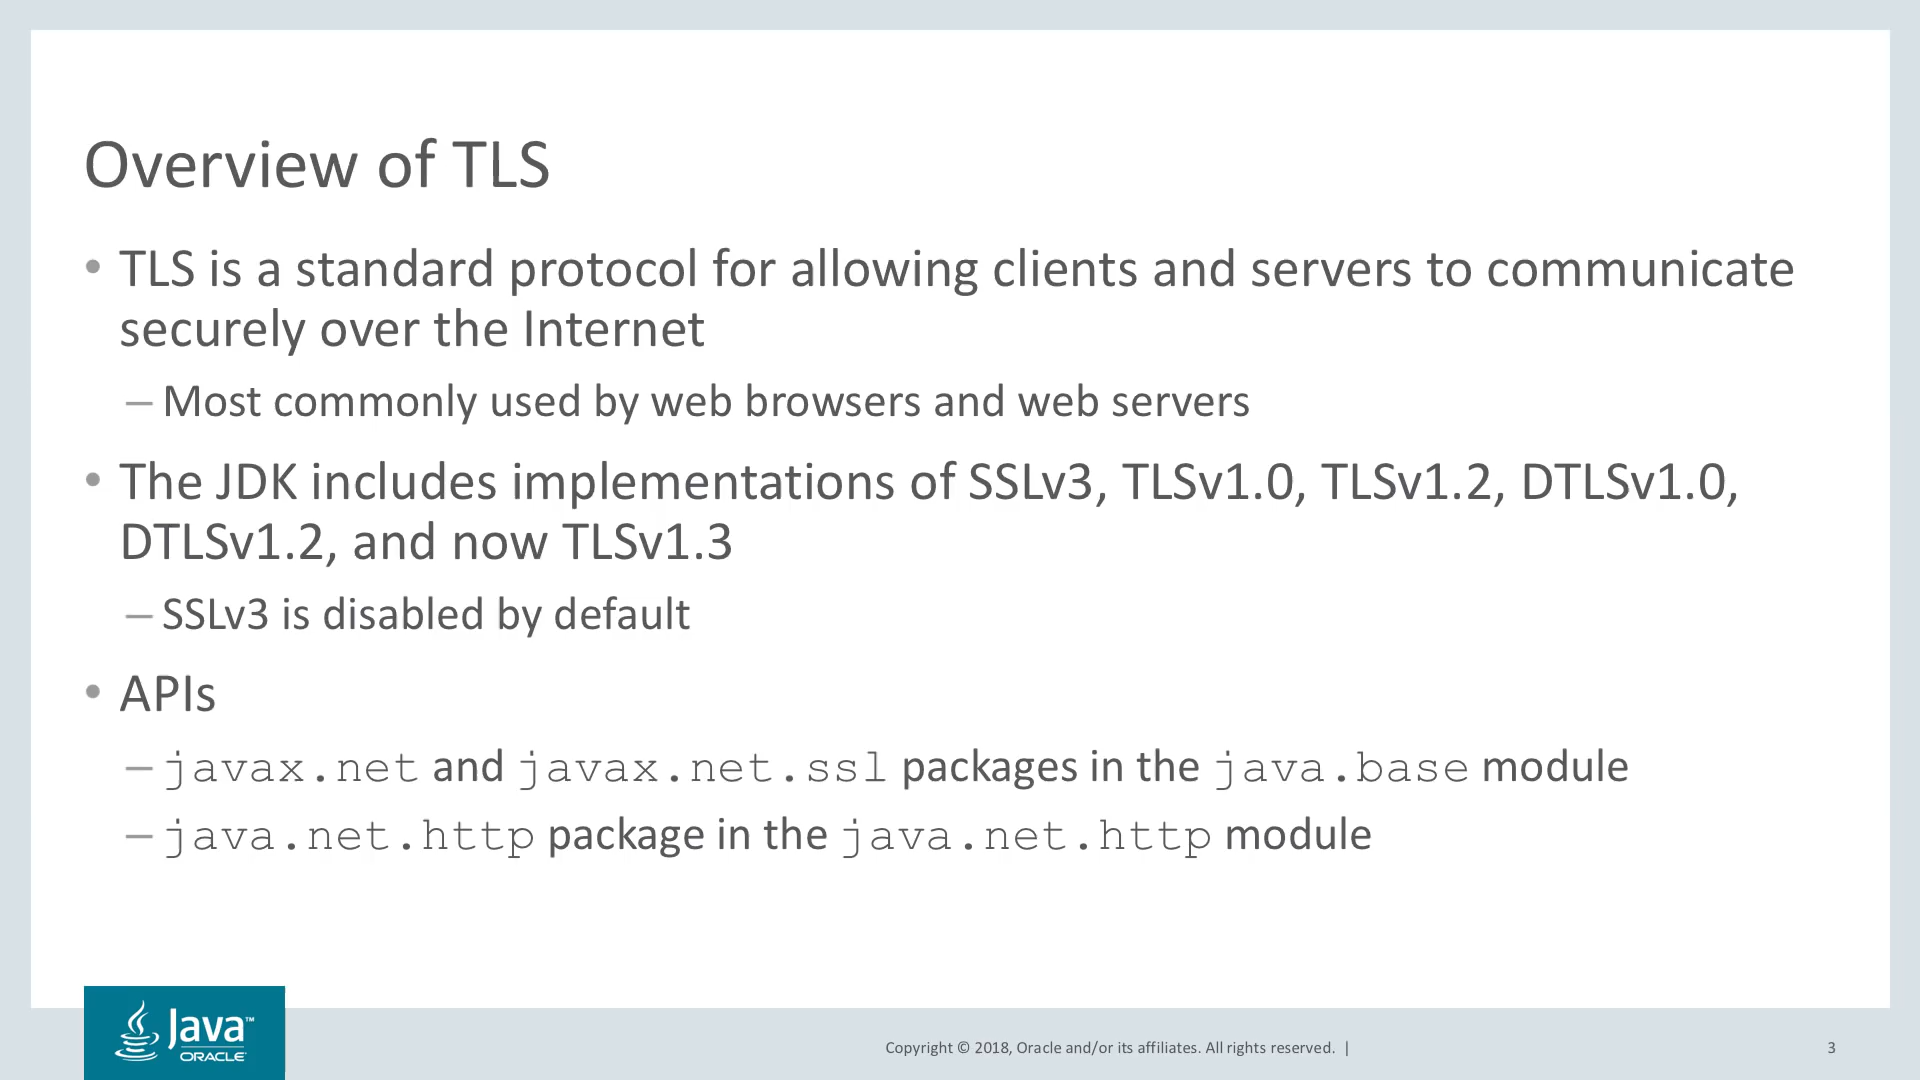 Overview of TLS
• TLS is a standard protocol for allowing clients and servers to communicate
securely over the Internet
– Most commonly used by web browsers and web servers
• The JDK includes implementations of SSLv3, TLSv1.0, TLSv1.2, DTLSv1.0,
DTLSv1.2, and now TLSv1.3
– SSLv3 is disabled by default
• APIs
– javax.net and javax.net.ssl packages in the java.base module
– java.net.http package in the java.net.http module
Java™
ORACLE
Copyright © 2018, Oracle and/or its affiliates. All rights reserved. |
3